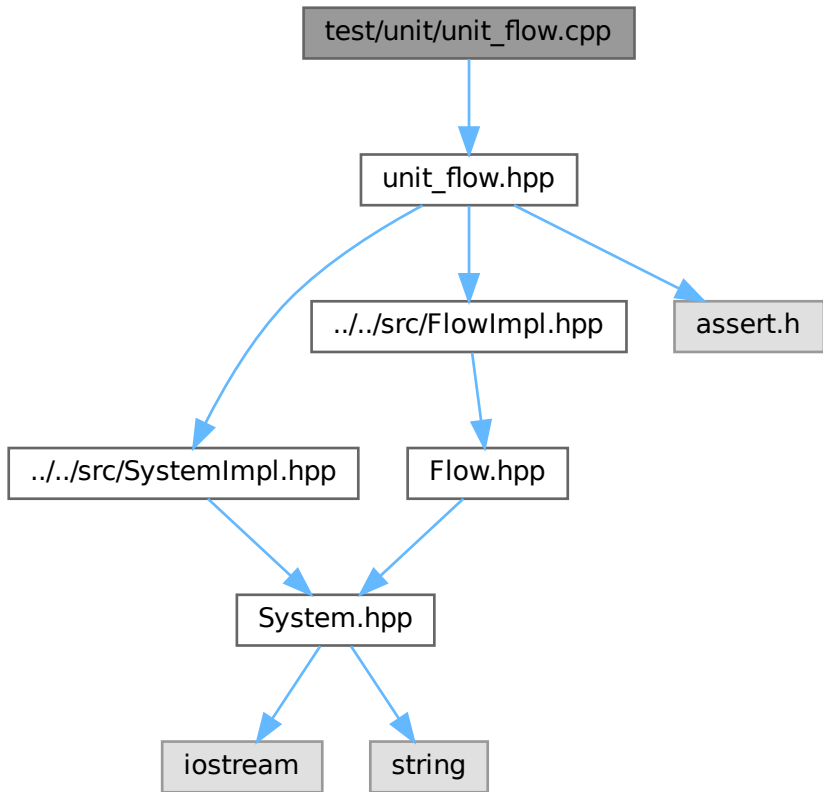 test/unit/unit_flow.cpp
unit_flow.hpp
../../src/FlowImpl.hpp
assert.h
../../src/SystemImpl.hpp
Flow.hpp
System.hpp
iostream
string